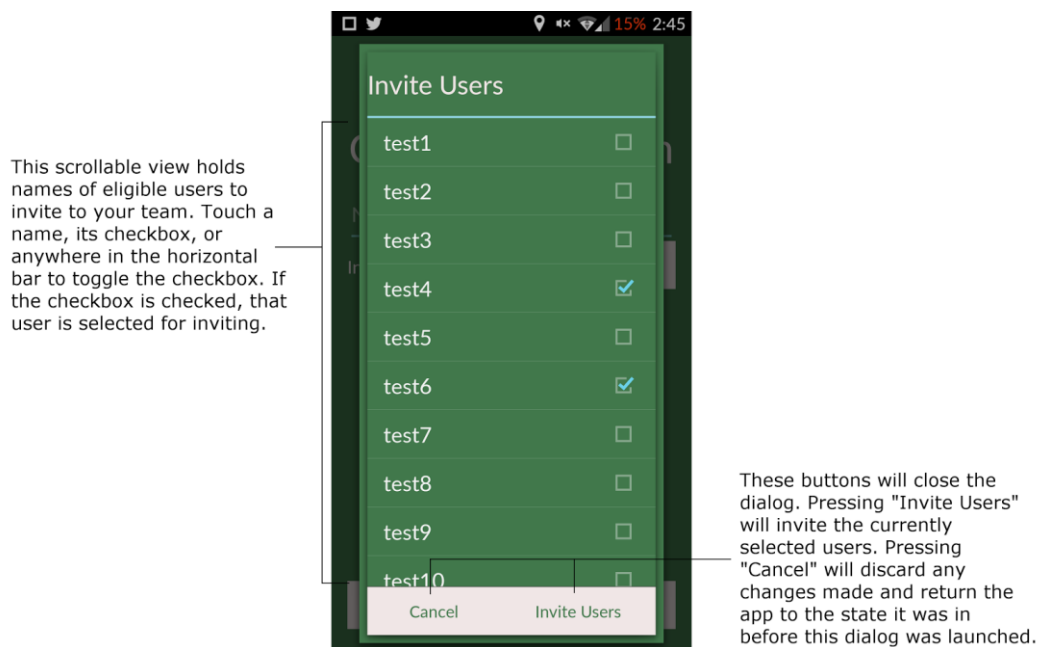 15% 2:45
Invite Users
test1
test2
test3
test4
test5
test6
test7
test8
test9
test10
Cancel Invite Users
This scrollable view holds
names of eligible users to
invite to your team. Touch a
name, its checkbox, or
anywhere in the horizontal
bar to toggle the checkbox. If
the checkbox is checked, that
user is selected for inviting.
These buttons will close the
dialog. Pressing "Invite Users"
will invite the currently
selected users. Pressing
"Cancel" will discard any
changes made and return the
app to the state it was in
before this dialog was launched.